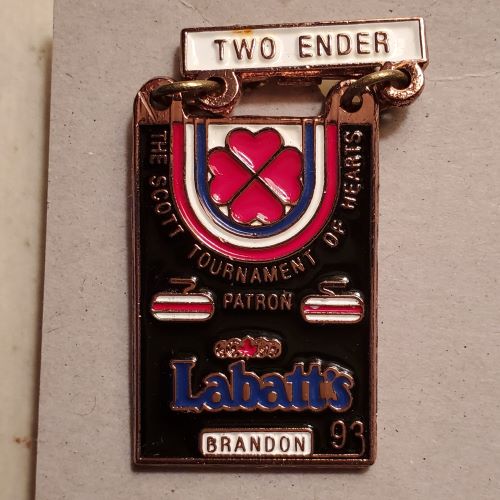 TWO ENDER
THE SCOTT TOURNAMENT OF HEARTS
PATRON
Labatt's
BRANDON 93